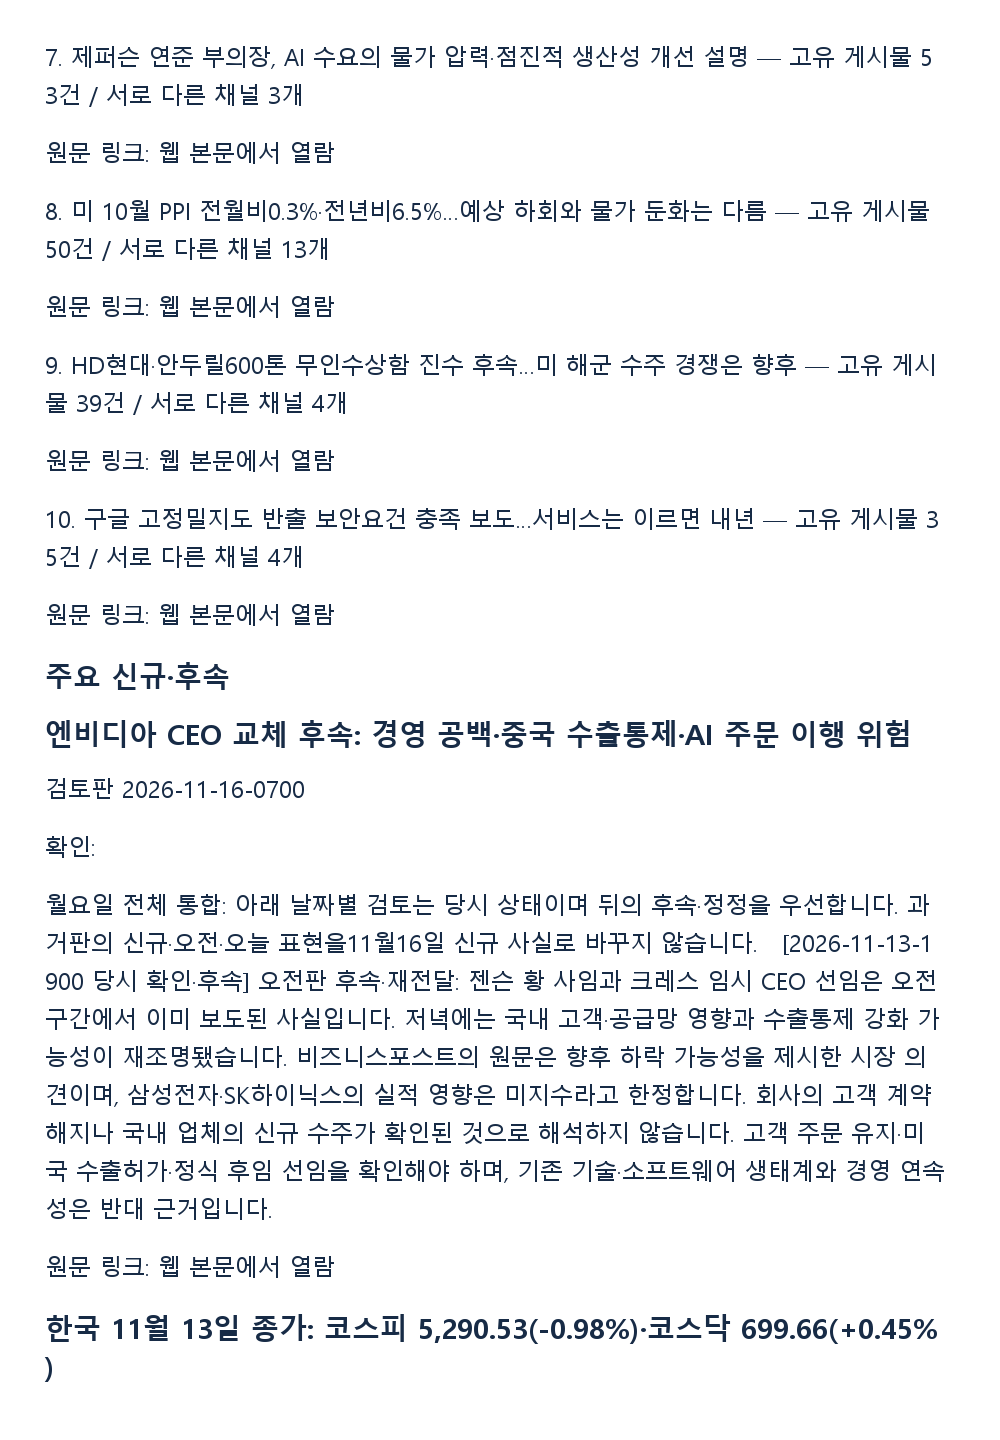 7. 제퍼슨 연준 부의장, AI 수요의 물가 압력·점진적 생산성 개선 설명 — 고유 게시물 5
3건 / 서로 다른 채널 3개
원문 링크: 웹 본문에서 열람
8. 미 10월 PPI 전월비0.3%·전년비6.5%...예상 하회와 물가 둔화는 다름 — 고유 게시물
50건 / 서로 다른 채널 13개
원문 링크: 웹 본문에서 열람
9. HD현대·안두릴600톤 무인수상함 진수 후속...미 해군 수주 경쟁은 향후 — 고유 게시
물 39건 / 서로 다른 채널 4개
원문 링크: 웹 본문에서 열람
10. 구글 고정밀지도 반출 보안요건 충족 보도...서비스는 이르면 내년 — 고유 게시물 3
5건 / 서로 다른 채널 4개
원문 링크: 웹 본문에서 열람
주요 신규·후속
엔비디아 CEO 교체 후속: 경영 공백·중국 수출통제·AI 주문 이행 위험
검토판 2026-11-16-0700
확인:
월요일 전체 통합: 아래 날짜별 검토는 당시 상태이며 뒤의 후속·정정을 우선합니다. 과
거판의 신규·오전·오늘 표현을11월16일 신규 사실로 바꾸지 않습니다. [2026-11-13-1
900 당시 확인·후속] 오전판 후속·재전달: 젠슨 황 사임과 크레스 임시 CEO 선임은 오전
구간에서 이미 보도된 사실입니다. 저녁에는 국내 고객·공급망 영향과 수출통제 강화 가
능성이 재조명됐습니다. 비즈니스포스트의 원문은 향후 하락 가능성을 제시한 시장 의
견이며, 삼성전자·SK하이닉스의 실적 영향은 미지수라고 한정합니다. 회사의 고객 계약
해지나 국내 업체의 신규 수주가 확인된 것으로 해석하지 않습니다. 고객 주문 유지·미
국 수출허가·정식 후임 선임을 확인해야 하며, 기존 기술·소프트웨어 생태계와 경영 연속
성은 반대 근거입니다.
원문 링크: 웹 본문에서 열람
한국 11월 13일 종가: 코스피 5,290.53(-0.98%)·코스닥 699.66(+0.45%
)